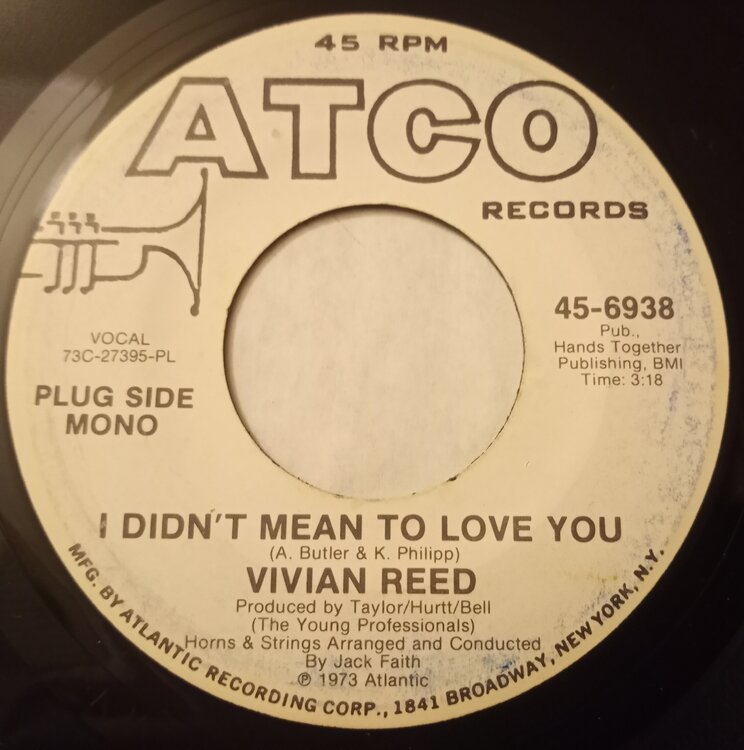 45 RPM
ATCO
RECORDS
45-6938
Pub.,
Hands Together
Publishing, BMI
Time: 3:18
VOCAL
73C-27395-PL
PLUG SIDE
MONO
I DIDN'T MEAN TO LOVE YOU
(A. Butler & K. Philipp)
VIVIAN REED
Produced by Taylor/Hurtt/Bell
(The Young Professionals)
Horns & Strings Arranged and Conducted
By Jack Faith
℗ 1973 Atlantic
MFG. BY ATLANTIC RECORDING CORP., 1841 BROADWAY, NEW YORK, N.Y.